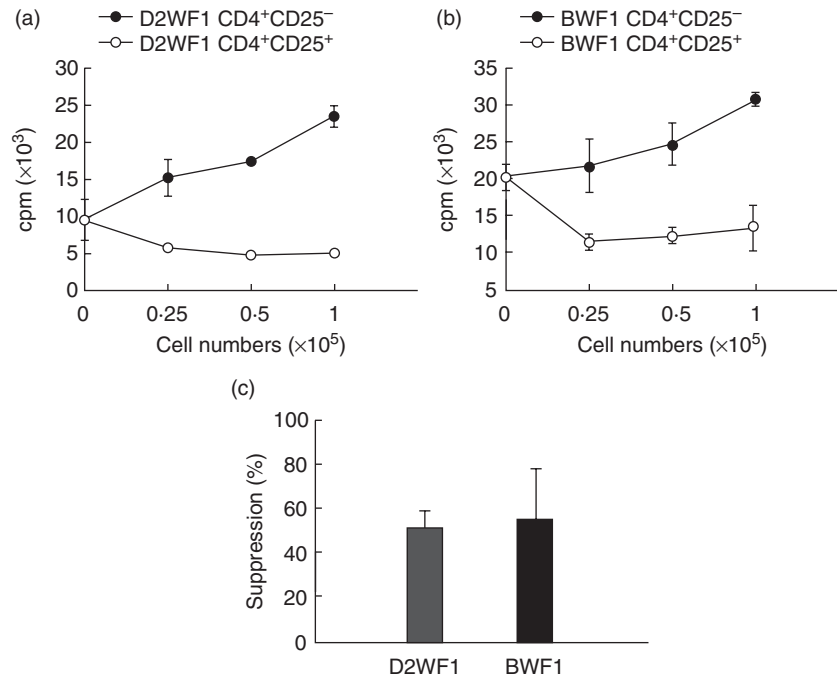 (a)
D2WF1 CD4⁺CD25⁻
D2WF1 CD4⁺CD25⁺
30
25
20
15
10
5
0
cpm (×10³)
0 0·25 0·5 1
Cell numbers (×10⁵)
(b)
BWF1 CD4⁺CD25⁻
BWF1 CD4⁺CD25⁺
35
30
25
20
15
10
5
cpm (×10³)
0 0·25 0·5 1
Cell numbers (×10⁵)
(c)
100
80
60
40
20
0
Suppression (%)
D2WF1 BWF1